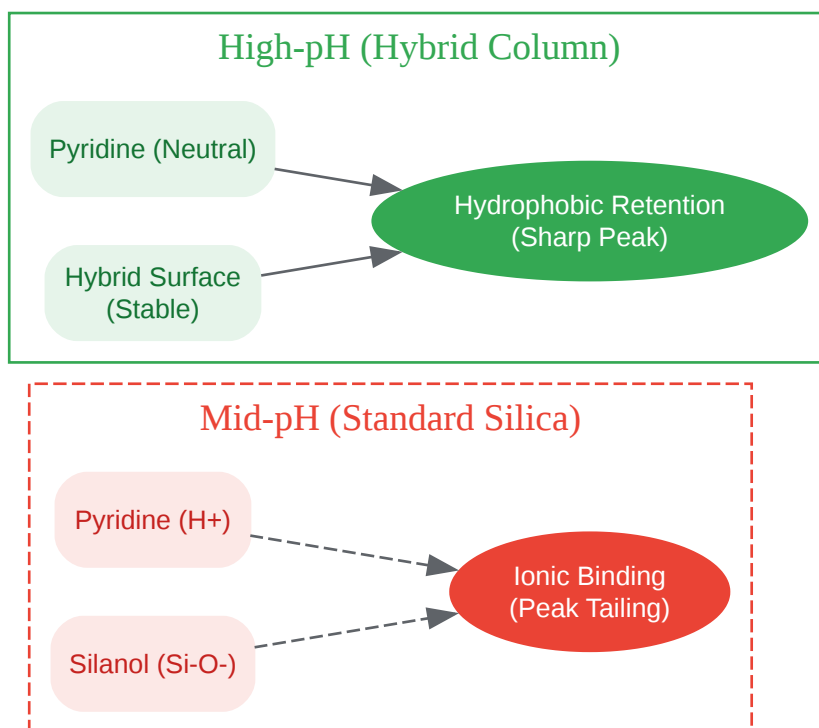 High-pH (Hybrid Column)
Pyridine (Neutral)
Hydrophobic Retention
(Sharp Peak)
Hybrid Surface
(Stable)
Mid-pH (Standard Silica)
Pyridine (H+)
Ionic Binding
(Peak Tailing)
Silanol (Si-O-)